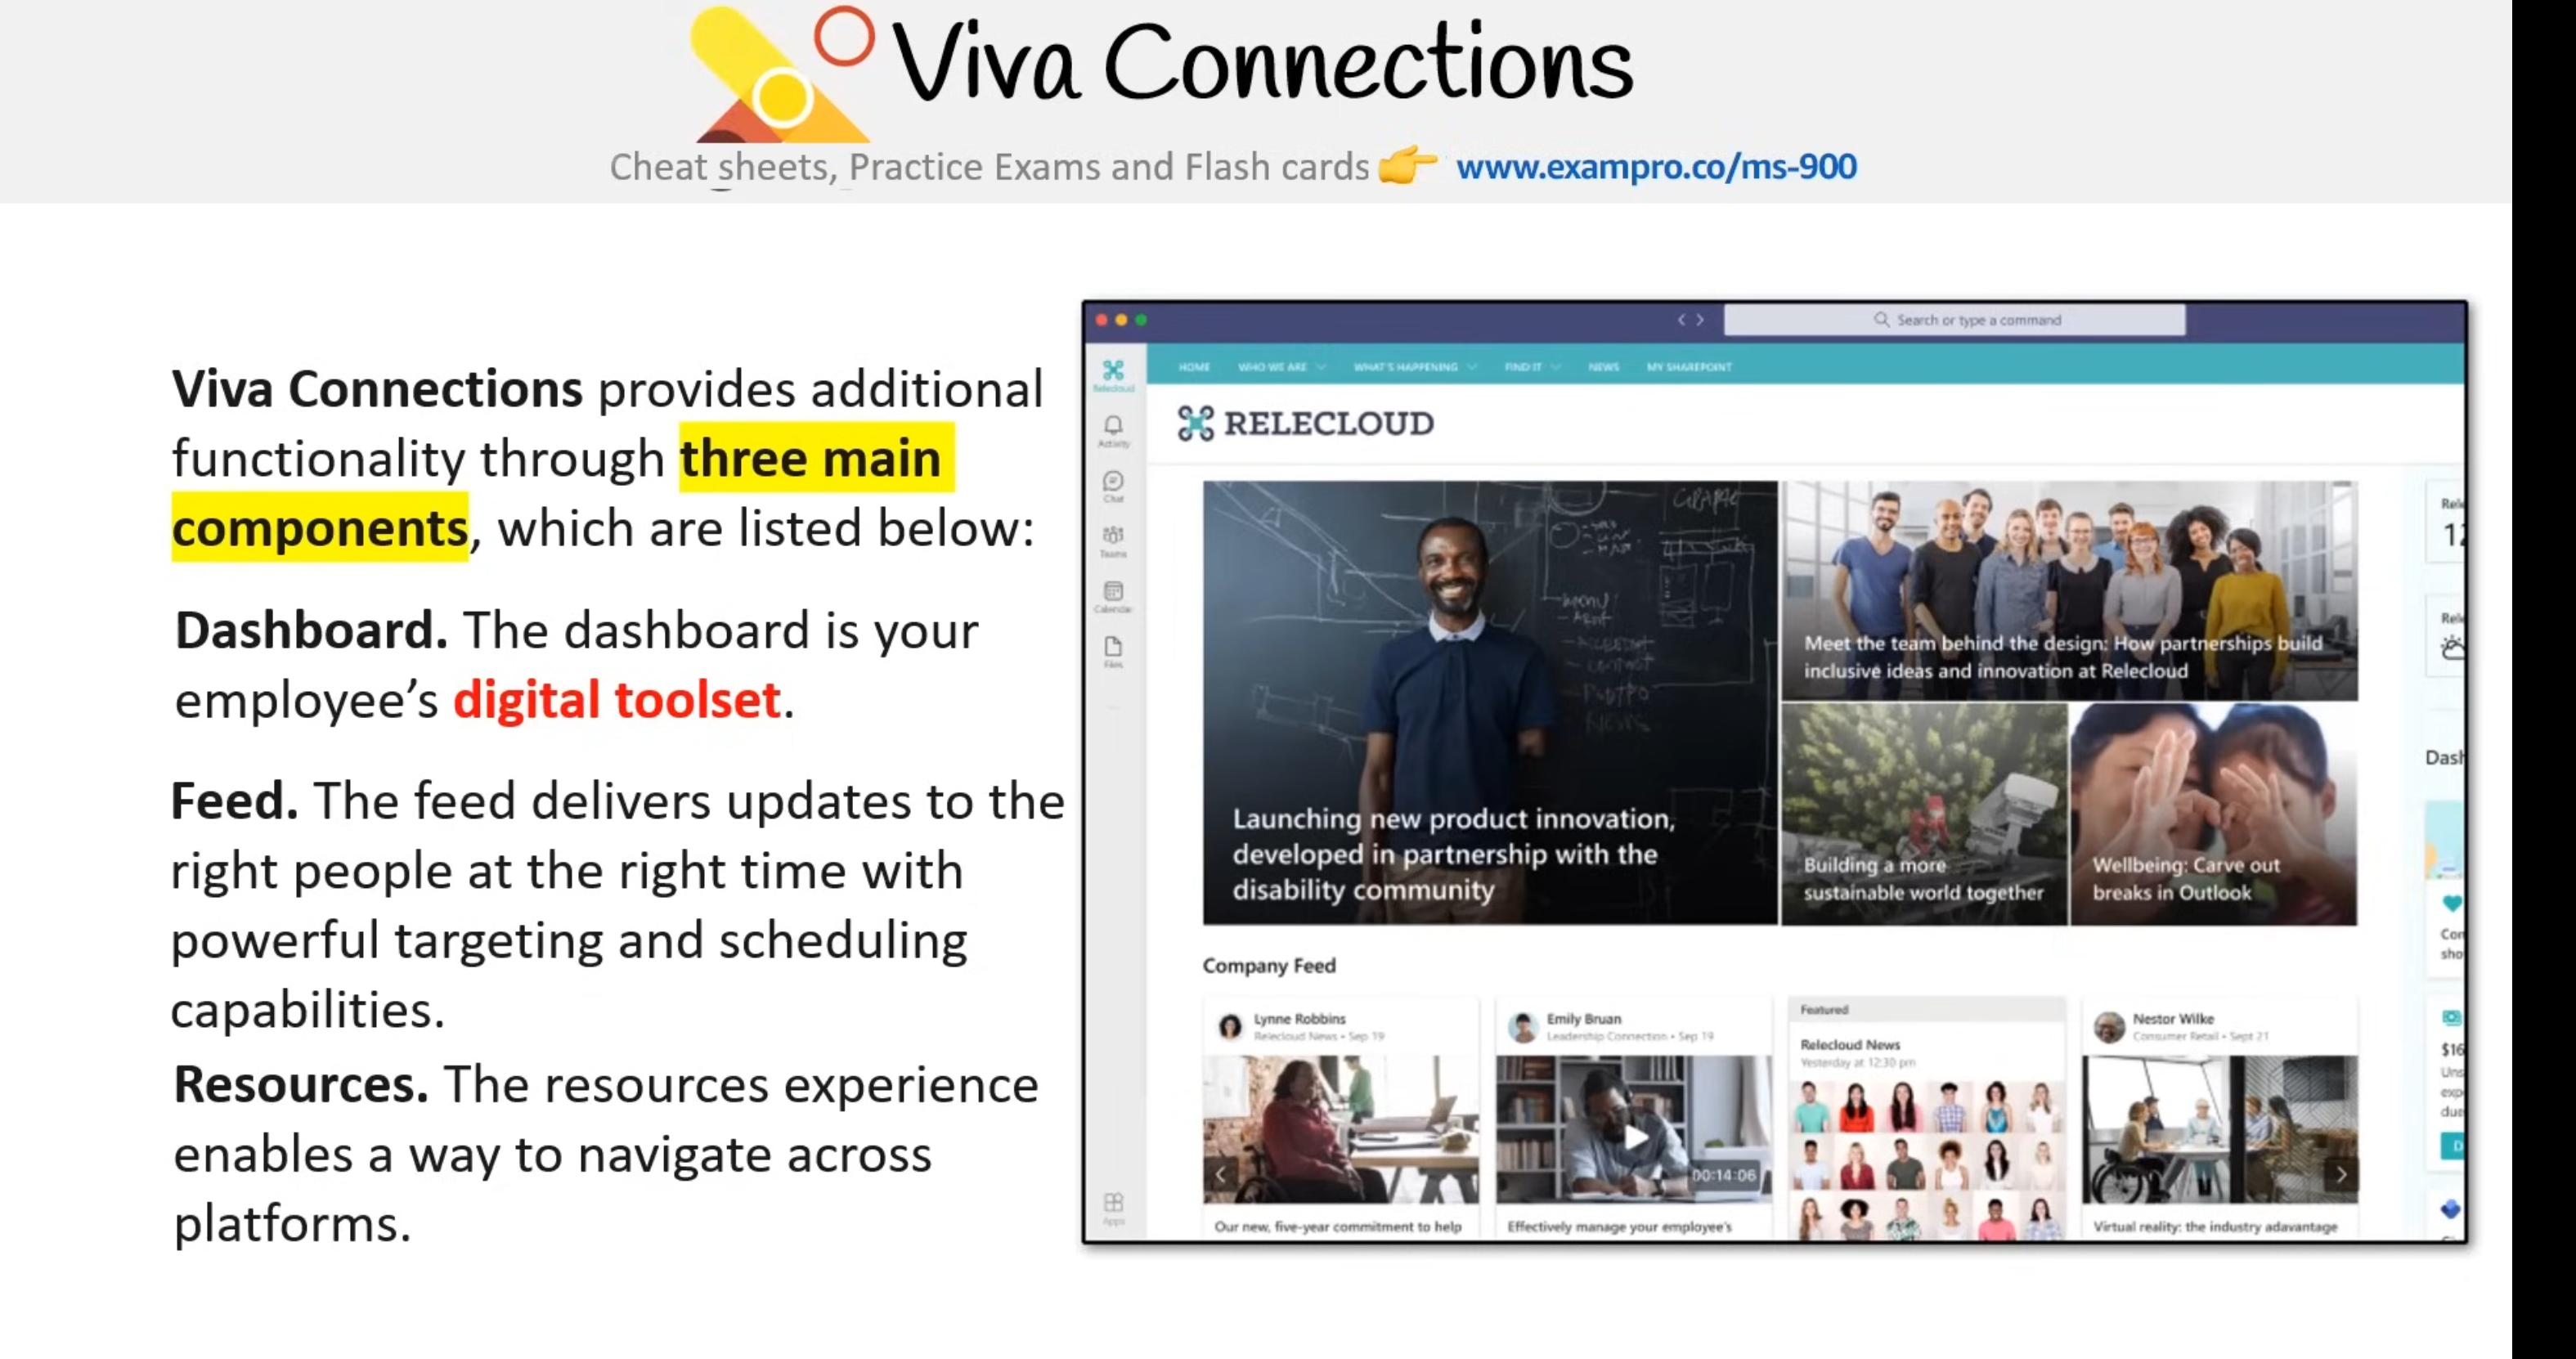 Viva Connections
Cheat sheets, Practice Exams and Flash cards www.exampro.co/ms-900
Viva Connections provides additional
functionality through three main
components, which are listed below:
Dashboard. The dashboard is your
employee's digital toolset.
Feed. The feed delivers updates to the
right people at the right time with
powerful targeting and scheduling
capabilities.
Resources. The resources experience
enables a way to navigate across
platforms.
Search or type a command
Relecloud
Activity
Chat
Teams
Calendar
Files
Apps
HOME WHO WE ARE WHAT'S HAPPENING FIND IT NEWS MY SHAREPOINT
RELECLOUD
Launching new product innovation,
developed in partnership with the
disability community
Meet the team behind the design: How partnerships build
inclusive ideas and innovation at Relecloud
Building a more
sustainable world together
Wellbeing: Carve out
breaks in Outlook
Company Feed
Lynne Robbins
Relecloud News • Sep 19
Our new, five-year commitment to help
Emily Bruan
Leadership Connection • Sep 19
00:14:06
Effectively manage your employee's
Featured
Relecloud News
Yesterday at 12:30 pm
Nestor Wilke
Consumer Retail • Sept 21
Virtual reality: the industry adavantage
Dash
$16